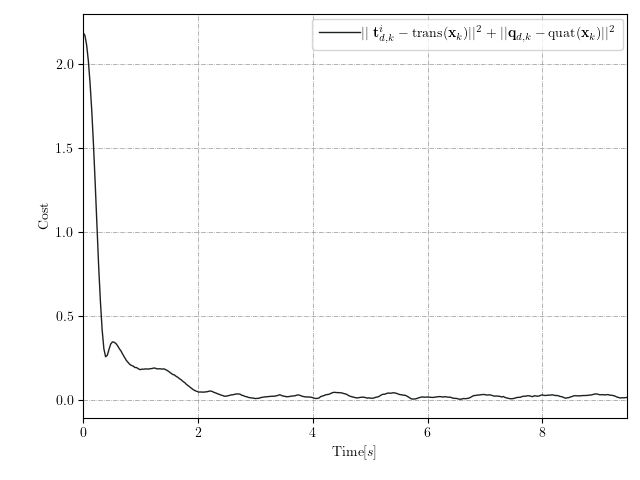 || t^i_{d,k} − trans(x_k)||^2 + ||q_{d,k} − quat(x_k)||^2
2.0
1.5
1.0
0.5
0.0
Cost
0 2 4 6 8
Time[s]